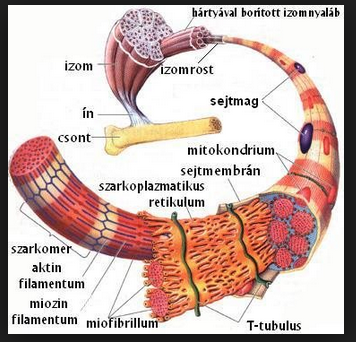 hártyával borított izomnyaláb
izom
izomrost
sejtmag
ín
csont
mitokondrium
sejtmembrán
szarkoplazmatikus
retikulum
szarkomer
aktin
filamentum
miozin
filamentum
miofibrillum
T-tubulus